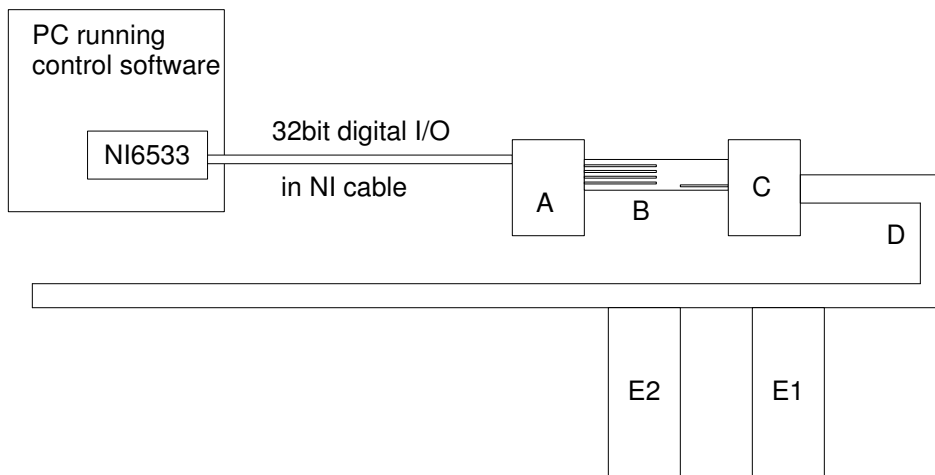 PC running
control software
NI6533
32bit digital I/O
in NI cable
A
B
C
D
E2
E1